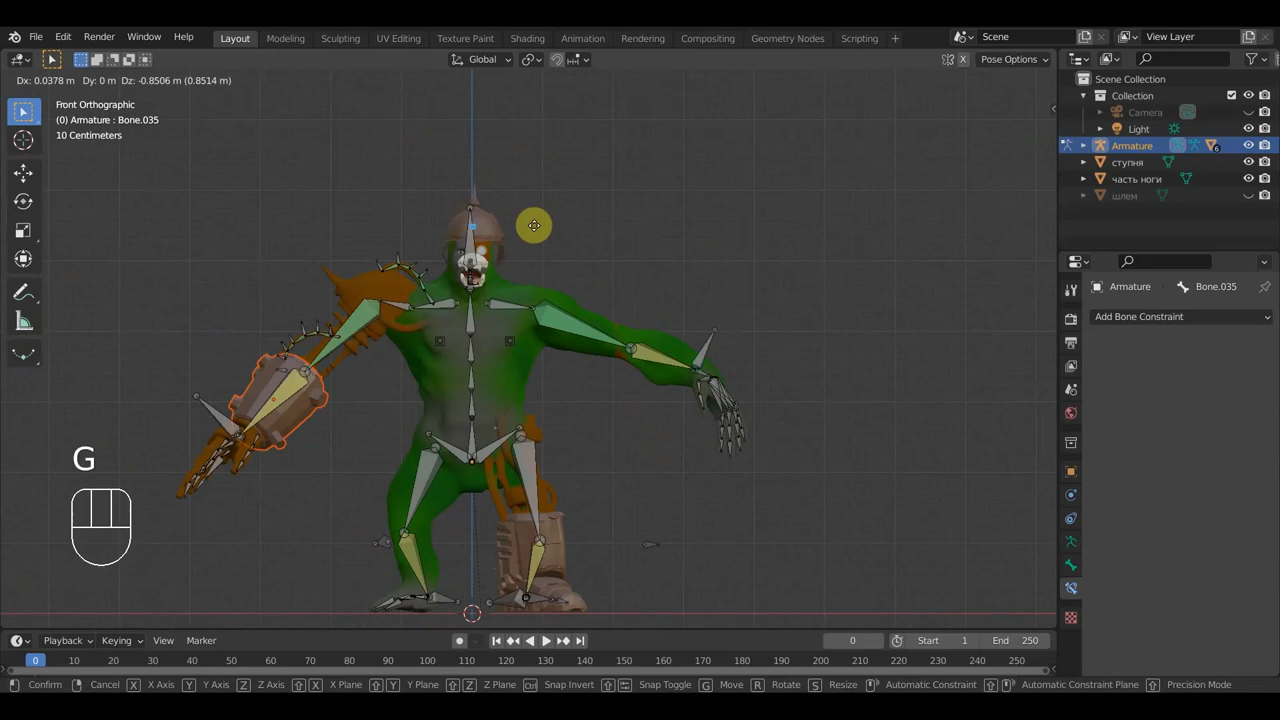 File Edit Render Window Help Layout Modeling Sculpting UV Editing Texture Paint Shading Animation Rendering Compositing Geometry Nodes Scripting + Scene View Layer
Global X Pose Options
Dx: 0.0378 m Dy: 0 m Dz: -0.8506 m (0.8514 m)
Front Orthographic
(0) Armature : Bone.035
10 Centimeters
Scene Collection
Collection
Camera
Light
Armature 6
ступня
часть ноги
шлем
Armature Bone.035
Add Bone Constraint
G
Playback Keying View Marker 0 Start 1 End 250
0 10 20 30 40 50 60 70 80 90 100 110 120 130 140 150 160 170 180 190 200 210 220 230 240 250
Confirm Cancel X X Axis Y Y Axis Z Z Axis X X Plane Y Y Plane Z Z Plane Ctrl Snap Invert Snap Toggle G Move R Rotate S Resize Automatic Constraint Automatic Constraint Plane Precision Mode